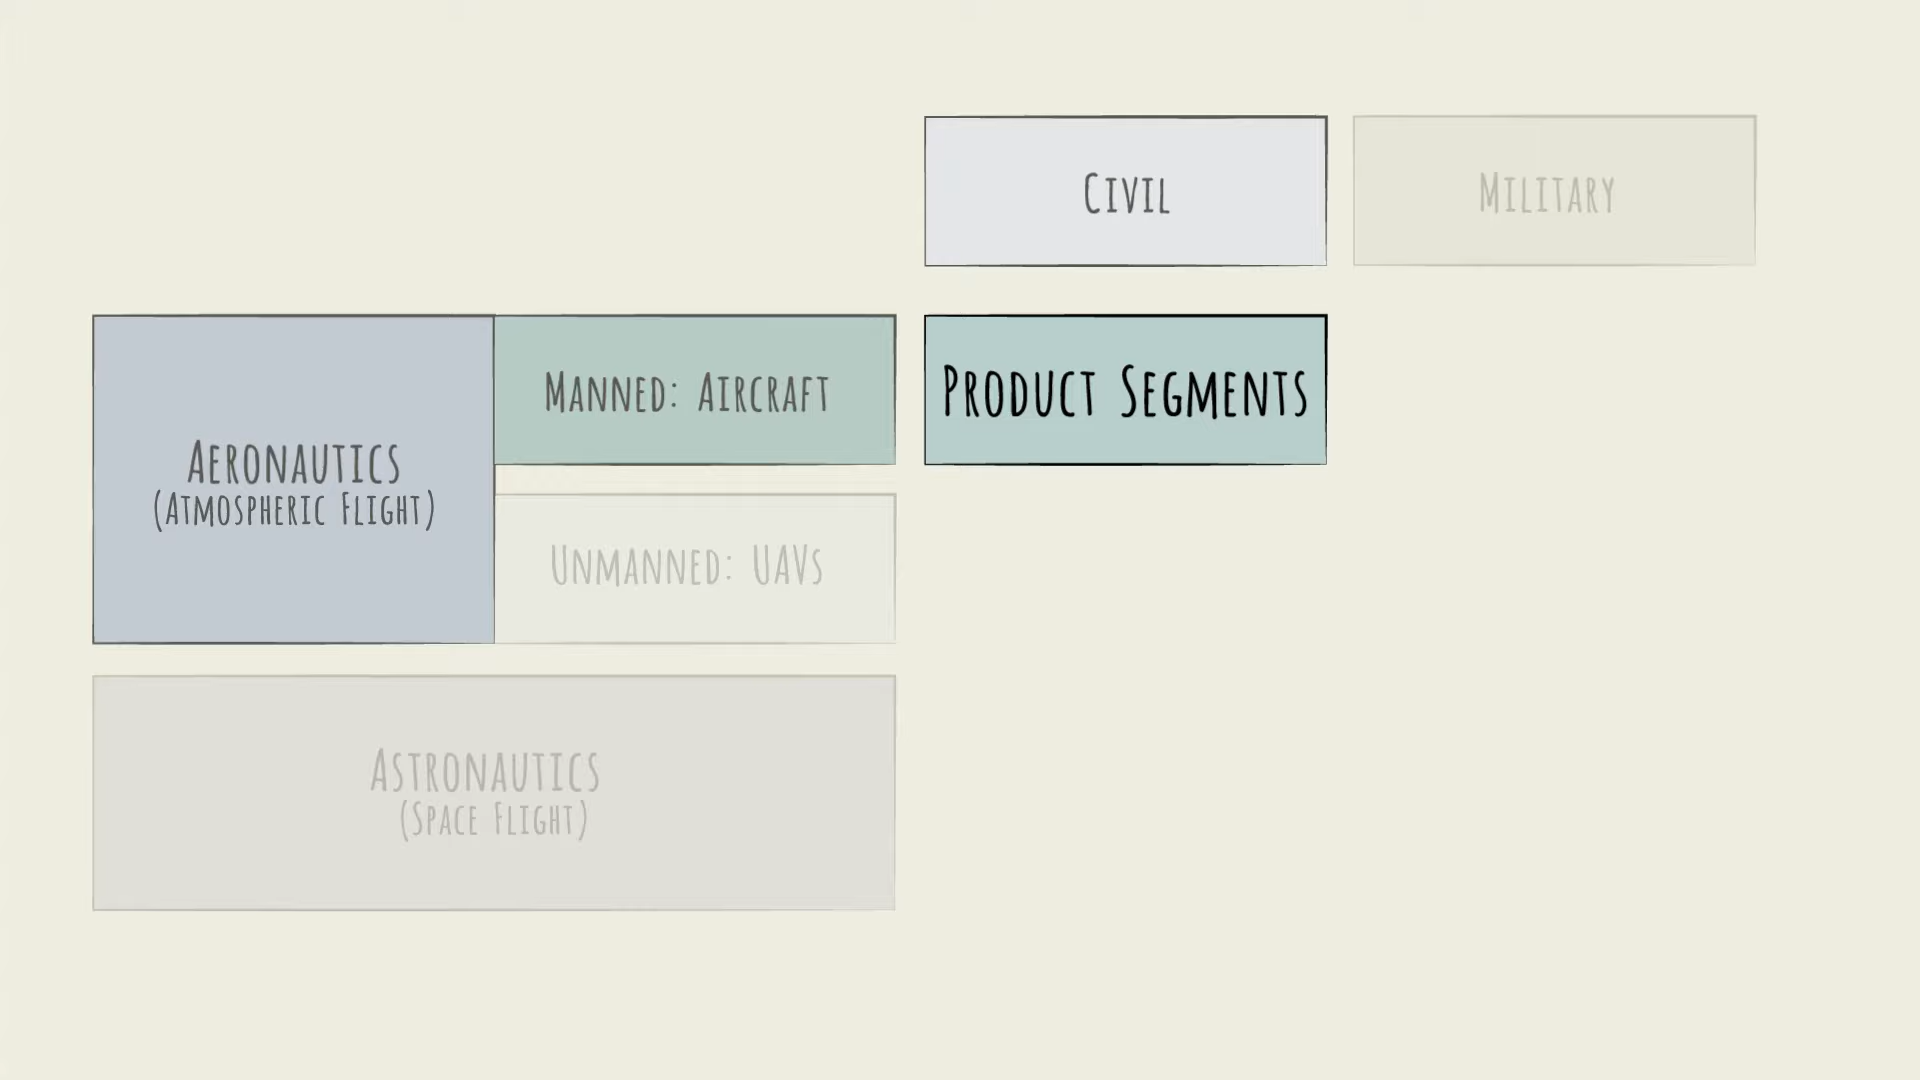 Civil
Military
Manned: Aircraft
Product Segments
Aeronautics
(Atmospheric Flight)
Unmanned: UAVs
Astronautics
(Space Flight)